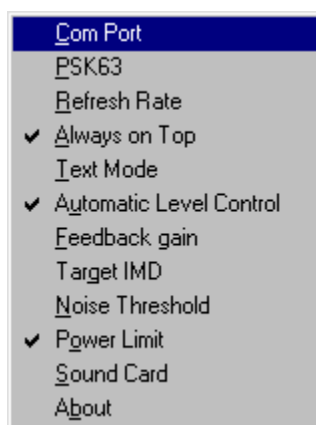 Com Port
PSK63
Refresh Rate
Always on Top
Text Mode
Automatic Level Control
Feedback gain
Target IMD
Noise Threshold
Power Limit
Sound Card
About